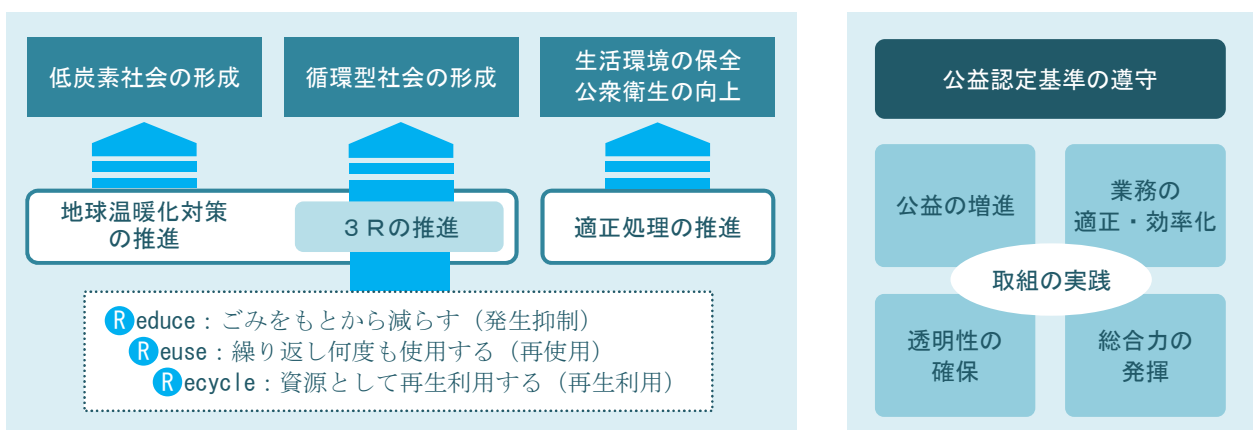 低炭素社会の形成
循環型社会の形成
生活環境の保全
公衆衛生の向上
地球温暖化対策
の推進
３Rの推進
適正処理の推進
Reduce：ごみをもとから減らす（発生抑制）
Reuse：繰り返し何度も使用する（再使用）
Recycle：資源として再生利用する（再生利用）
公益認定基準の遵守
公益の増進
業務の
適正・効率化
取組の実践
透明性の
確保
総合力の
発揮